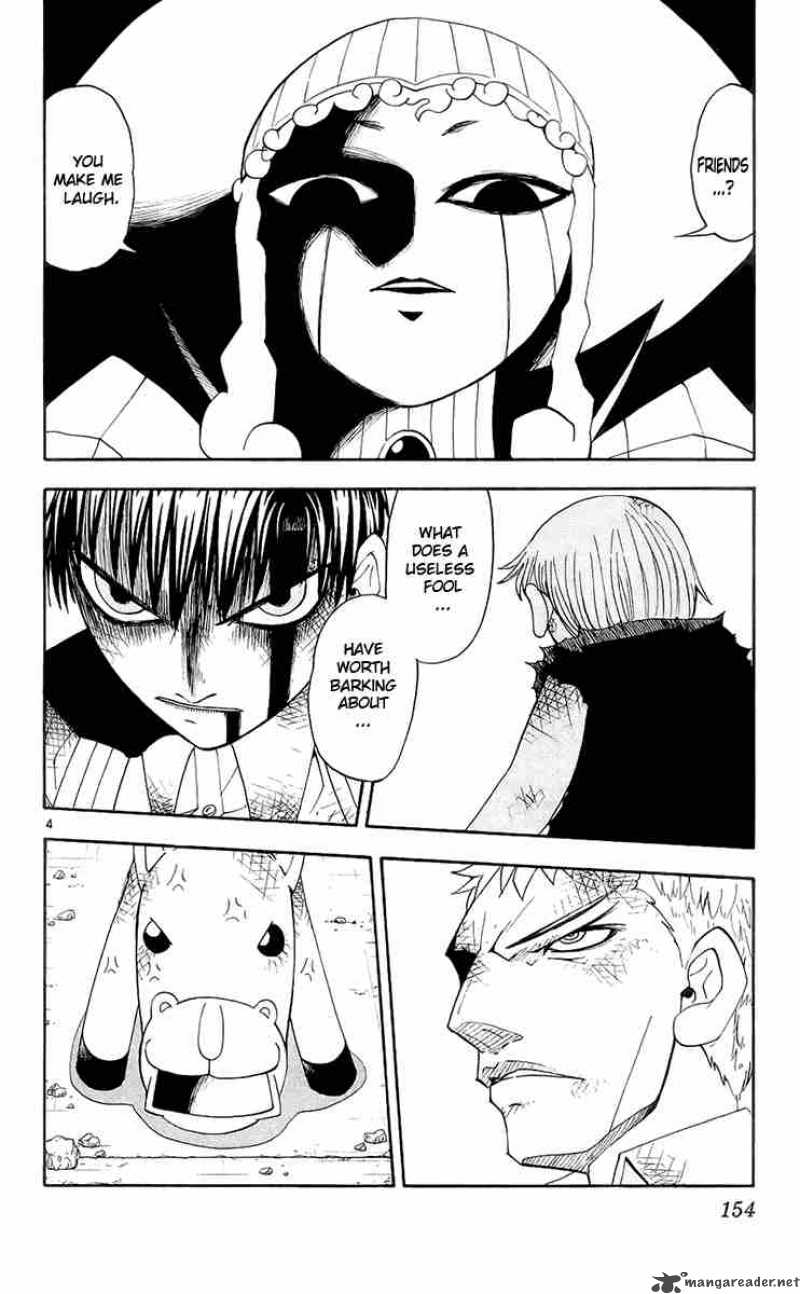 FRIENDS
...?
YOU
MAKE ME
LAUGH.
WHAT
DOES A
USELESS
FOOL
...
HAVE
WORTH
BARKING
ABOUT
...
4
154
mangareader.net